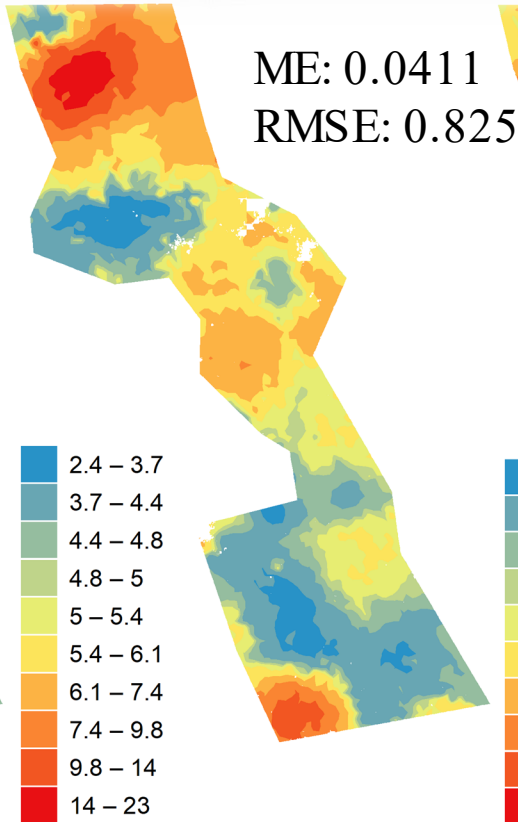 ME: 0.0411
RMSE: 0.825
2.4 – 3.7
3.7 – 4.4
4.4 – 4.8
4.8 – 5
5 – 5.4
5.4 – 6.1
6.1 – 7.4
7.4 – 9.8
9.8 – 14
14 – 23